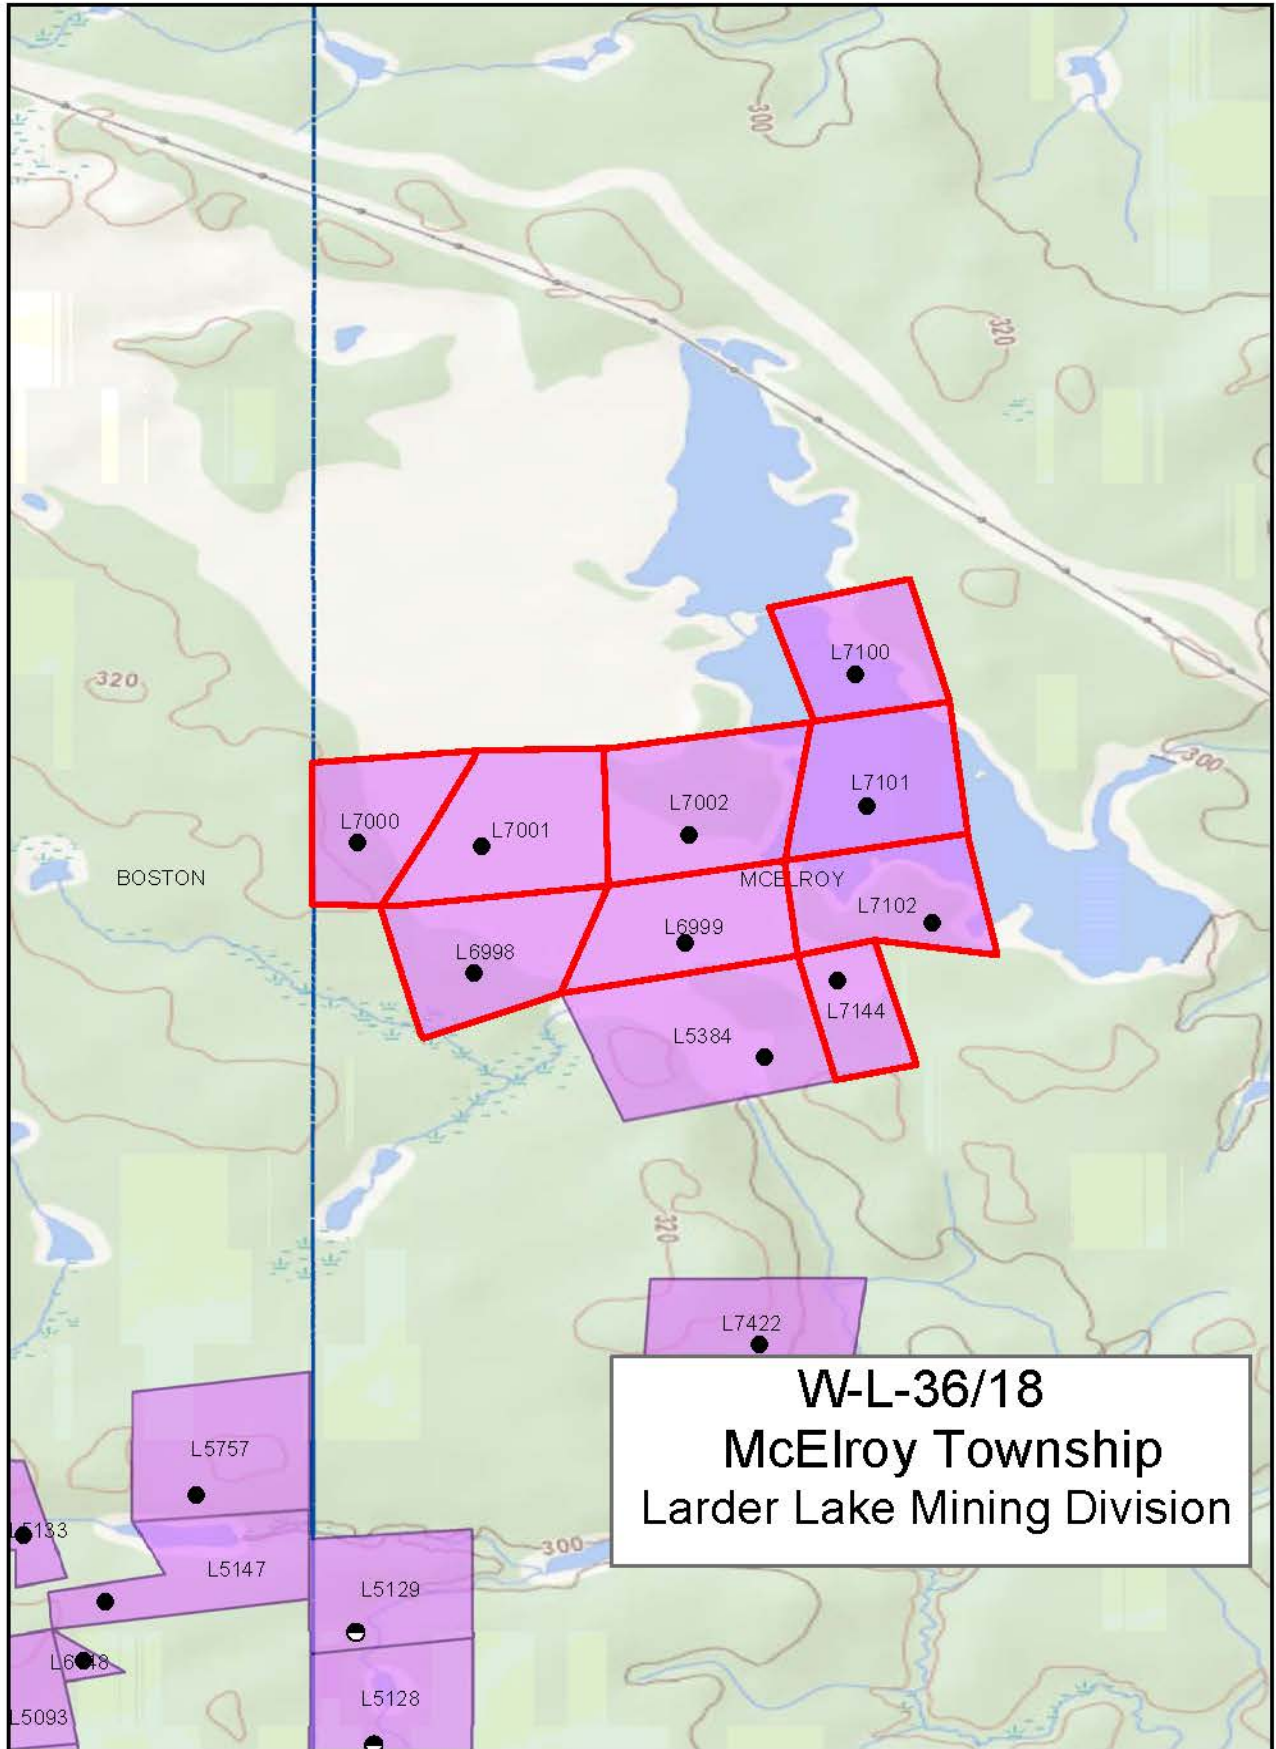 300
320
L7100
320
300
L7101
L7002
L7000
L7001
BOSTON
MCELROY
L7102
L6999
L6998
L7144
L5384
320
L7422
W-L-36/18
McElroy Township
Larder Lake Mining Division
L5757
L5133
300
L5147
L5129
L5128
L5093